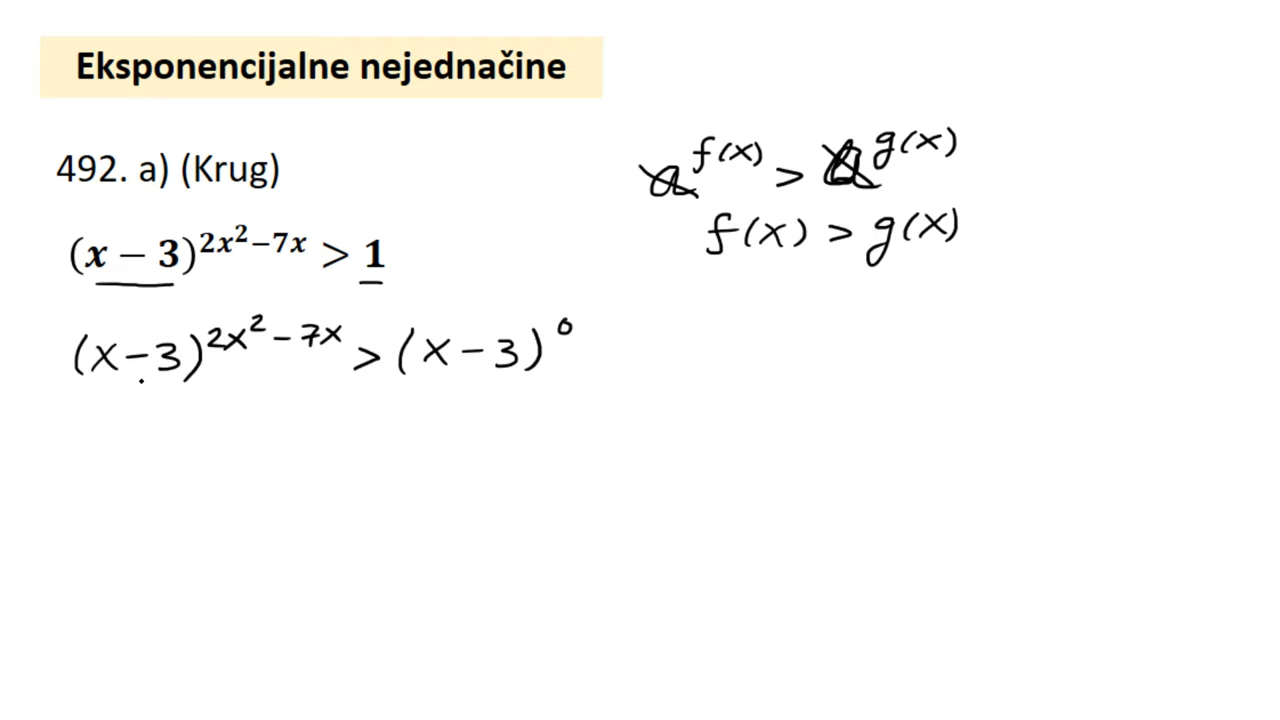 Eksponencijalne nejednačine
492. a) (Krug)
(x − 3)^{2x²−7x} > 1
(x − 3)^{2x² − 7x} > (x − 3)^0
a^{f(x)} > a^{g(x)}
f(x) > g(x)